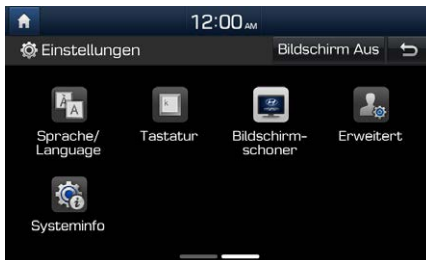 12:00 AM
Einstellungen Bildschirm Aus
Sprache/ Tastatur Bildschirm- Erweitert
Language schoner
Systeminfo